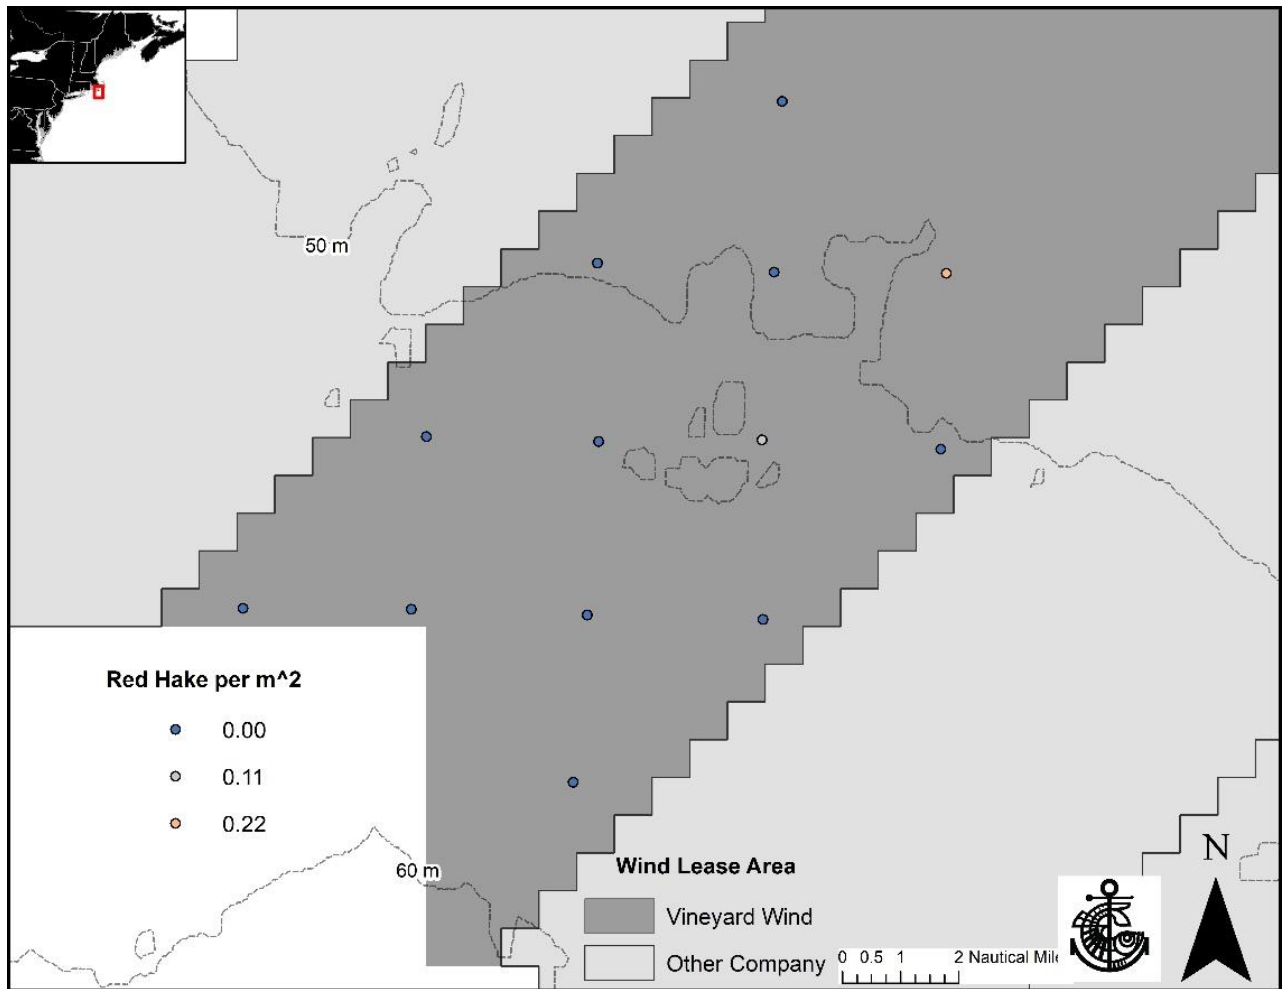 50 m
Red Hake per m^2
0.00
0.11
0.22
60 m
Wind Lease Area
Vineyard Wind
Other Company
0 0.5 1 2 Nautical Mile
N